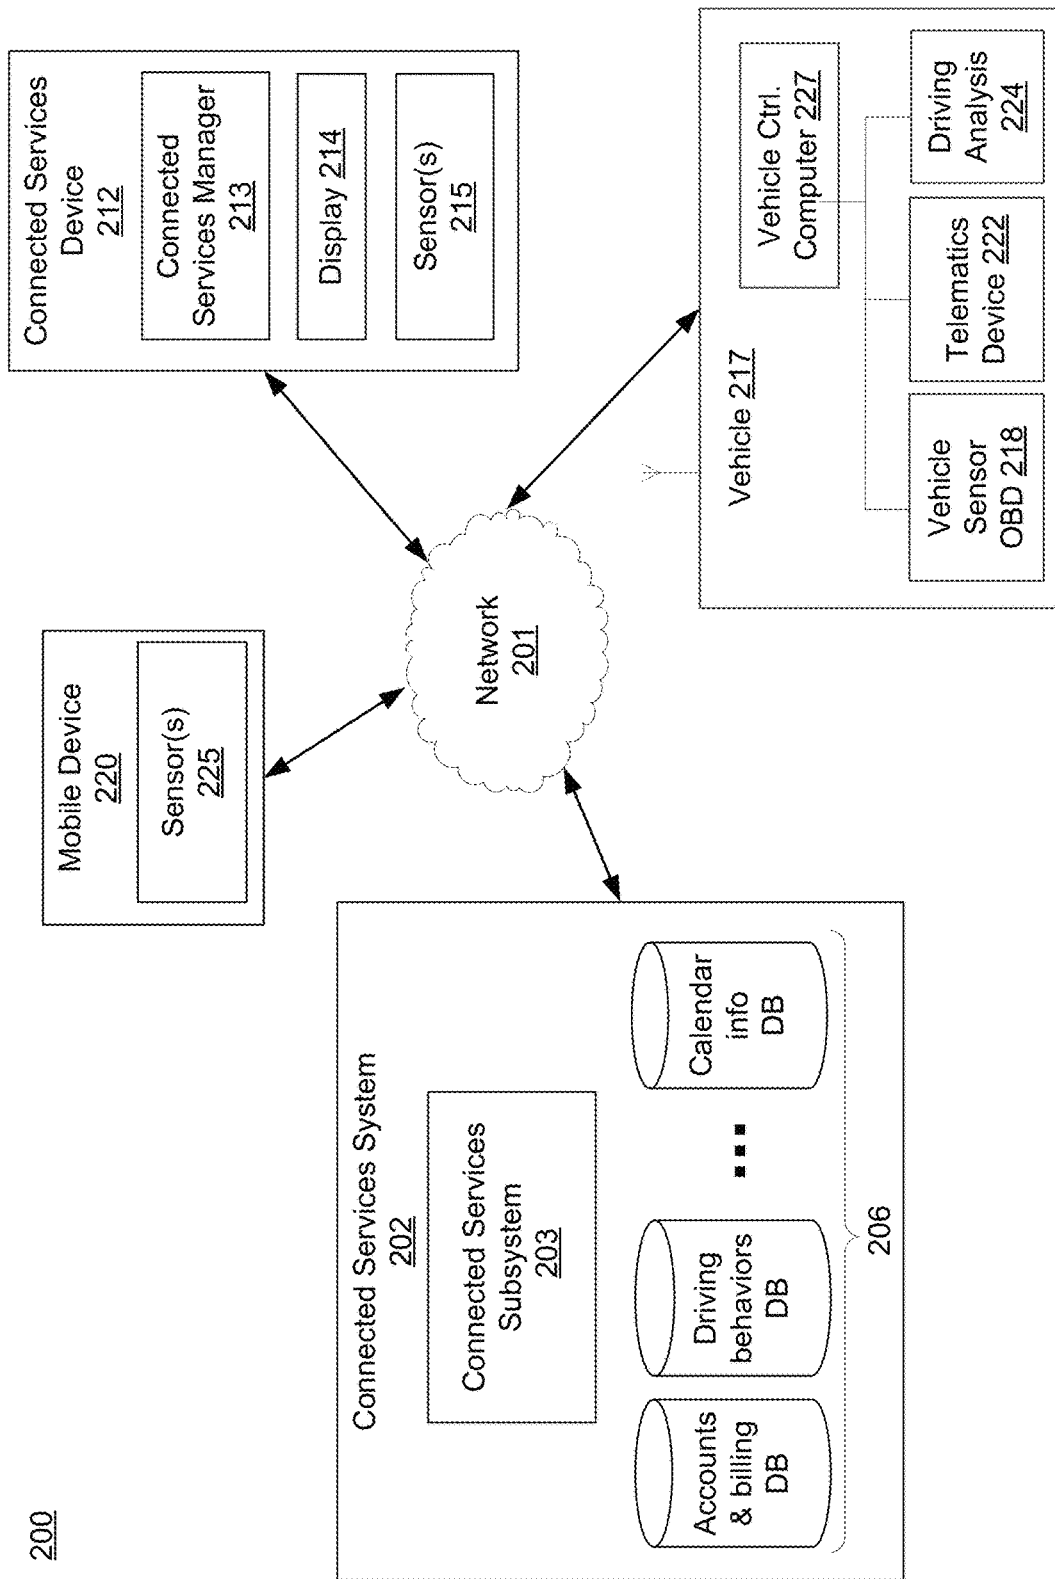 200
Connected Services System
202
Connected Services
Subsystem
203
Accounts
& billing
DB
Driving
behaviors
DB
Calendar
info
DB
206
Mobile Device
220
Sensor(s)
225
Network
201
Connected Services
Device
212
Connected
Services Manager
213
Display 214
Sensor(s)
215
Vehicle 217
Vehicle Ctrl.
Computer 227
Vehicle
Sensor
OBD 218
Telematics
Device 222
Driving
Analysis
224